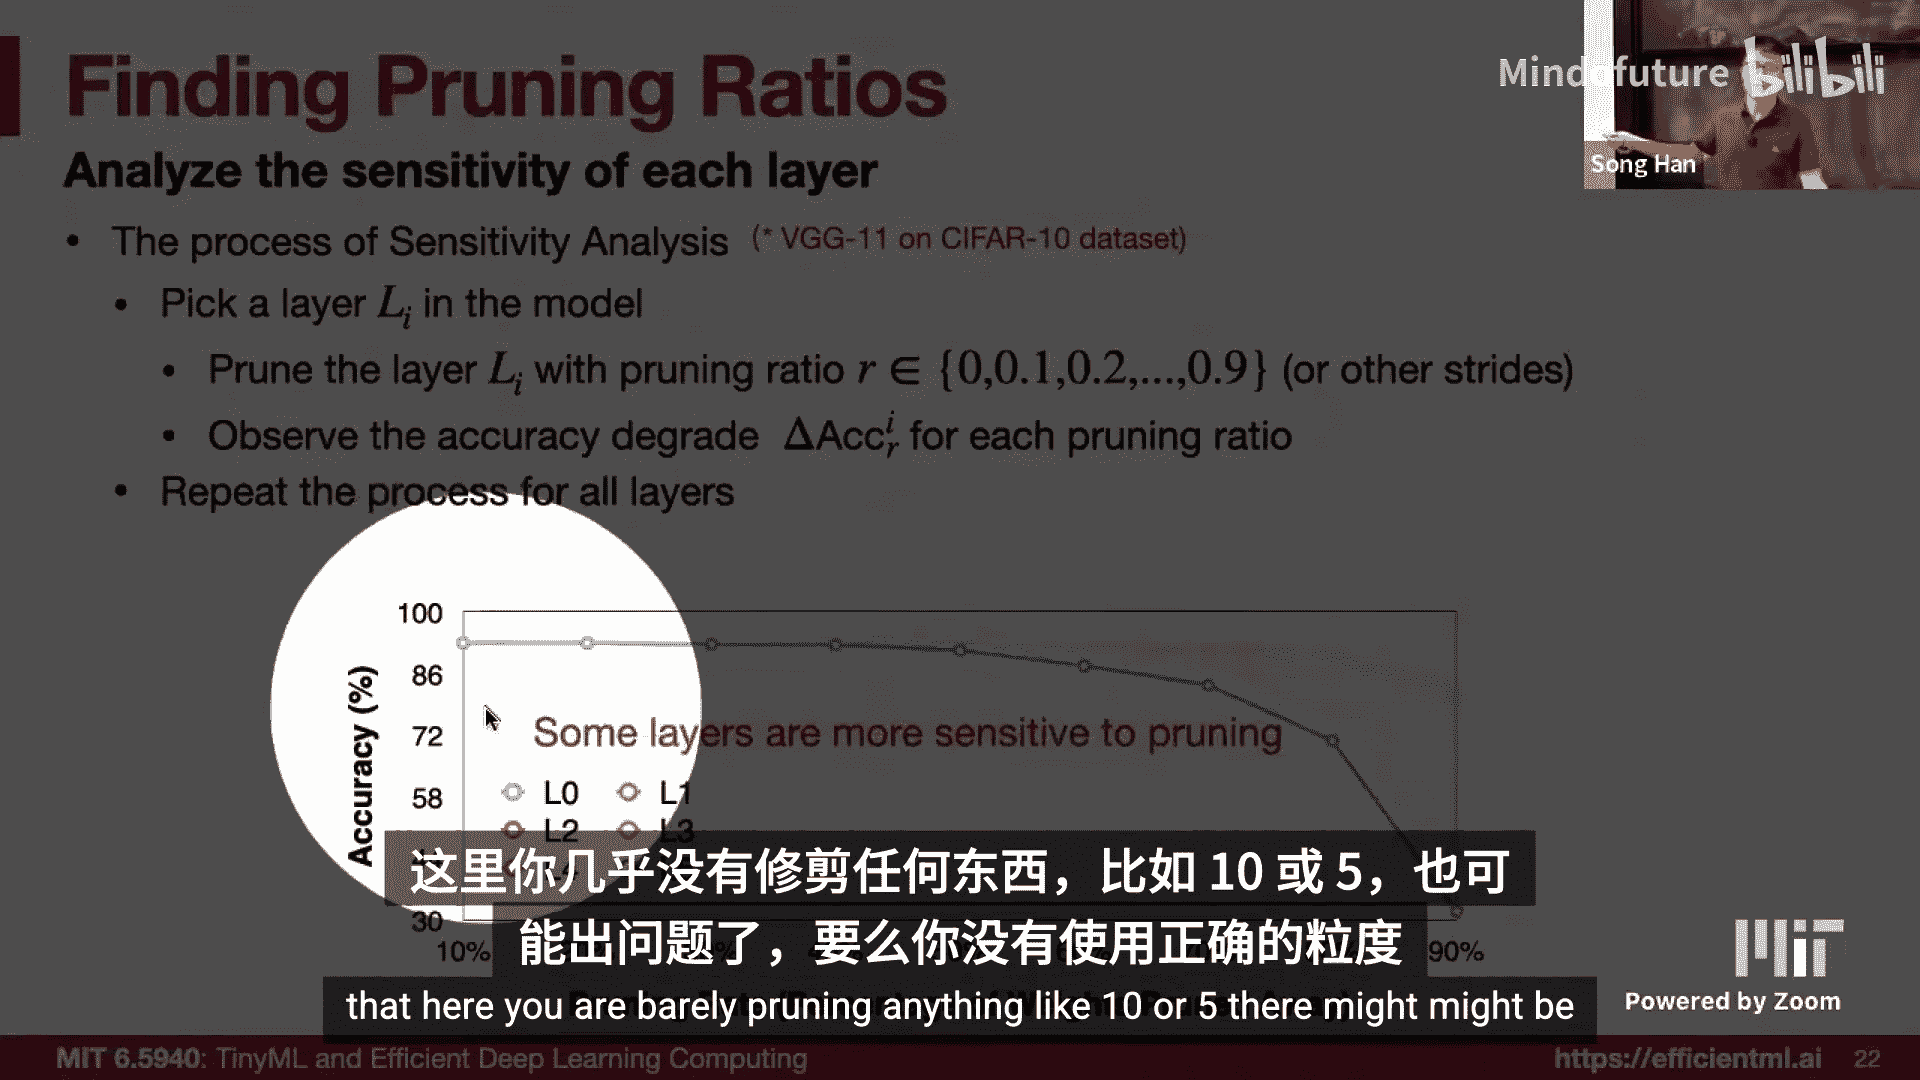 Finding Pruning Ratios
Mind
future bilibili
Song Han
Analyze the sensitivity of each layer
• The process of Sensitivity Analysis (* VGG-11 on CIFAR-10 dataset)
• Pick a layer Lᵢ in the model
• Prune the layer Lᵢ with pruning ratio r ∈ {0,0.1,0.2,...,0.9} (or other strides)
• Observe the accuracy degrade ΔAccᵣⁱ for each pruning ratio
• Repeat the process for all layers
100
86
72
58
30
Accuracy (%)
Some layers are more sensitive to pruning
L0 L1
L2 L3
10% 90%
这里你几乎没有修剪任何东西，比如 10 或 5，也可
能出问题了，要么你没有使用正确的粒度
that here you are barely pruning anything like 10 or 5 there might might be
MiT
Powered by Zoom
MIT 6.5940: TinyML and Efficient Deep Learning Computing
https://efficientml.ai 22